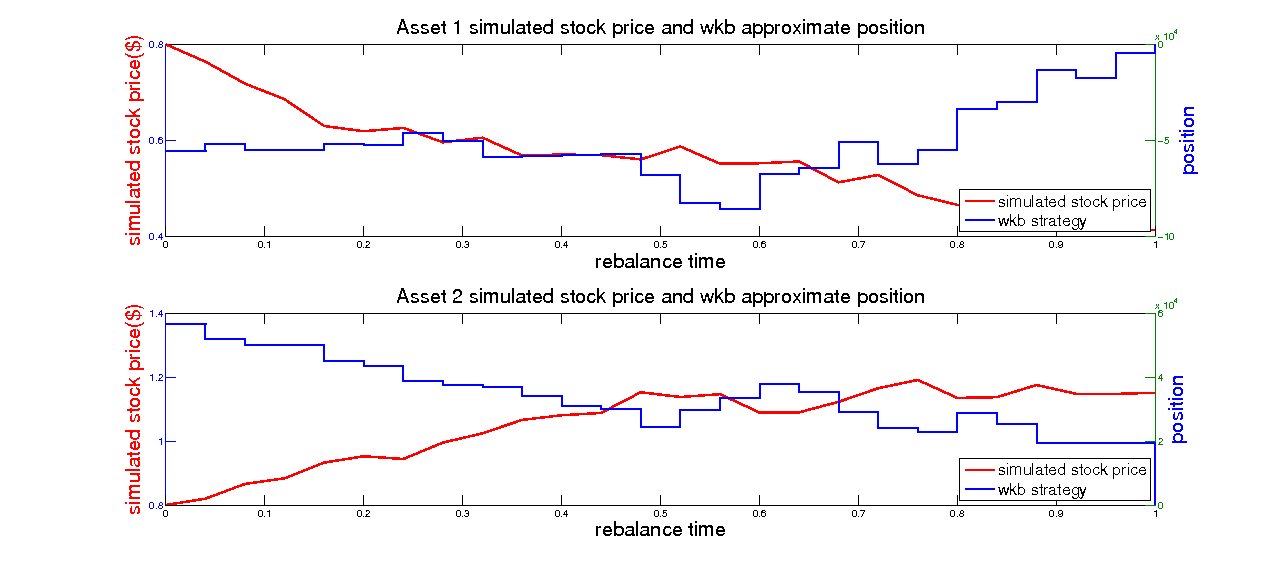 Asset 1 simulated stock price and wkb approximate position
x 10^4
simulated stock price($)
0.8
0.6
0.4
0
−5
−10
position
simulated stock price
wkb strategy
0 0.1 0.2 0.3 0.4 0.5 0.6 0.7 0.8 0.9 1
rebalance time
Asset 2 simulated stock price and wkb approximate position
x 10^4
simulated stock price($)
1.4
1.2
1
0.8
6
4
2
0
position
simulated stock price
wkb strategy
0 0.1 0.2 0.3 0.4 0.5 0.6 0.7 0.8 0.9 1
rebalance time